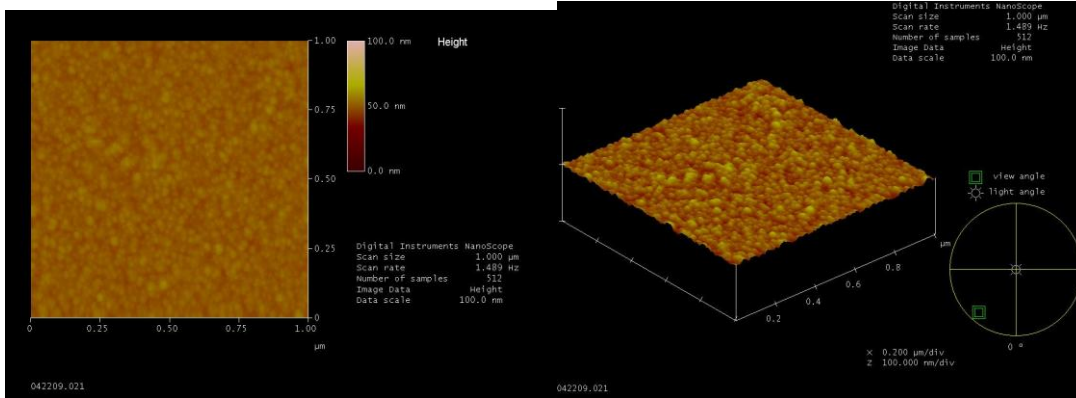 1.00
0.75
0.50
0.25
0
0 0.25 0.50 0.75 1.00
μm
100.0 nm
50.0 nm
0.0 nm
Height
Digital Instruments NanoScope
Scan size 1.000 μm
Scan rate 1.489 Hz
Number of samples 512
Image Data Height
Data scale 100.0 nm
042209.021
Digital Instruments NanoScope
Scan size 1.000 μm
Scan rate 1.489 Hz
Number of samples 512
Image Data Height
Data scale 100.0 nm
view angle
light angle
μm
0.8
0.6
0.4
0.2
0 °
X 0.200 μm/div
Z 100.000 nm/div
042209.021